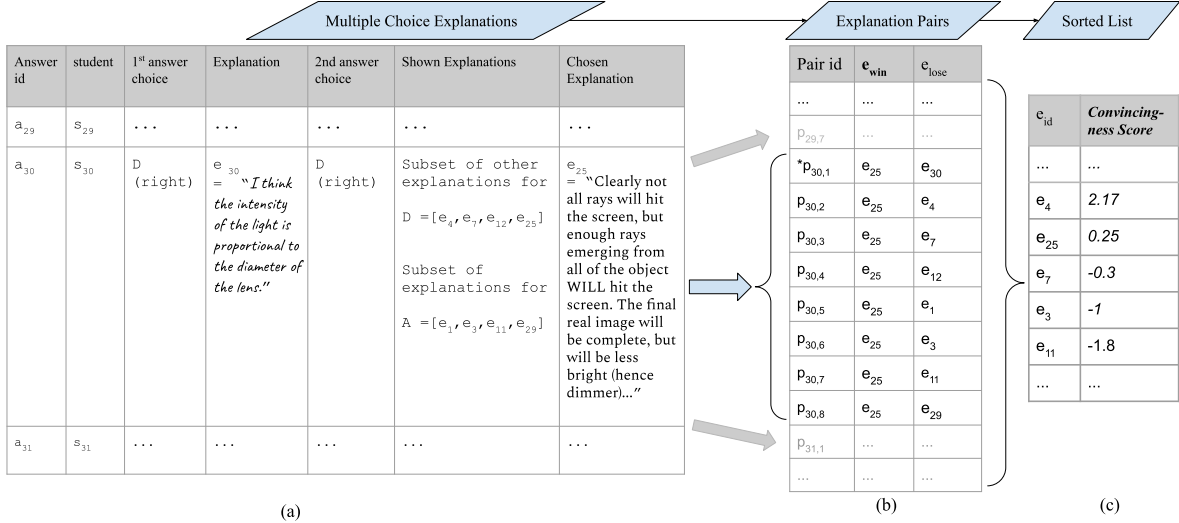 Multiple Choice Explanations
Explanation Pairs
Sorted List
Answer id
student
1st answer choice
Explanation
2nd answer choice
Shown Explanations
Chosen Explanation
a29
s29
...
...
...
...
...
a30
s30
D
(right)
e 30
= "I think
the intensity
of the light is
proportional to
the diameter of
the lens."
D
(right)
Subset of other
explanations for
D =[e4,e7,e12,e25]
Subset of
explanations for
A =[e1,e3,e11,e29]
e25
= "Clearly not
all rays will hit
the screen, but
enough rays
emerging from
all of the object
WILL hit the
screen. The final
real image will
be complete, but
will be less
bright (hence
dimmer)..."
a31
s31
...
...
...
...
...
(a)
Pair id ewin elose
... ... ...
p29,7 ... ...
*p30,1 e25 e30
p30,2 e25 e4
p30,3 e25 e7
p30,4 e25 e12
p30,5 e25 e1
p30,6 e25 e3
p30,7 e25 e11
p30,8 e25 e29
p31,1 ... ...
... ... ...
(b)
eid
Convincing-
ness Score
... ...
e4 2.17
e25 0.25
e7 -0.3
e3 -1
e11 -1.8
... ...
(c)